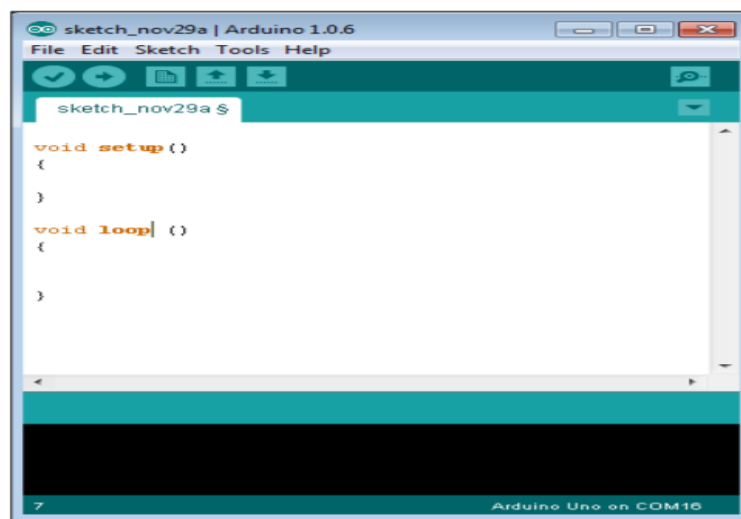 sketch_nov29a | Arduino 1.0.6
File Edit Sketch Tools Help
sketch_nov29a §
void setup()
{
}
void loop ()
{
}
7 Arduino Uno on COM16